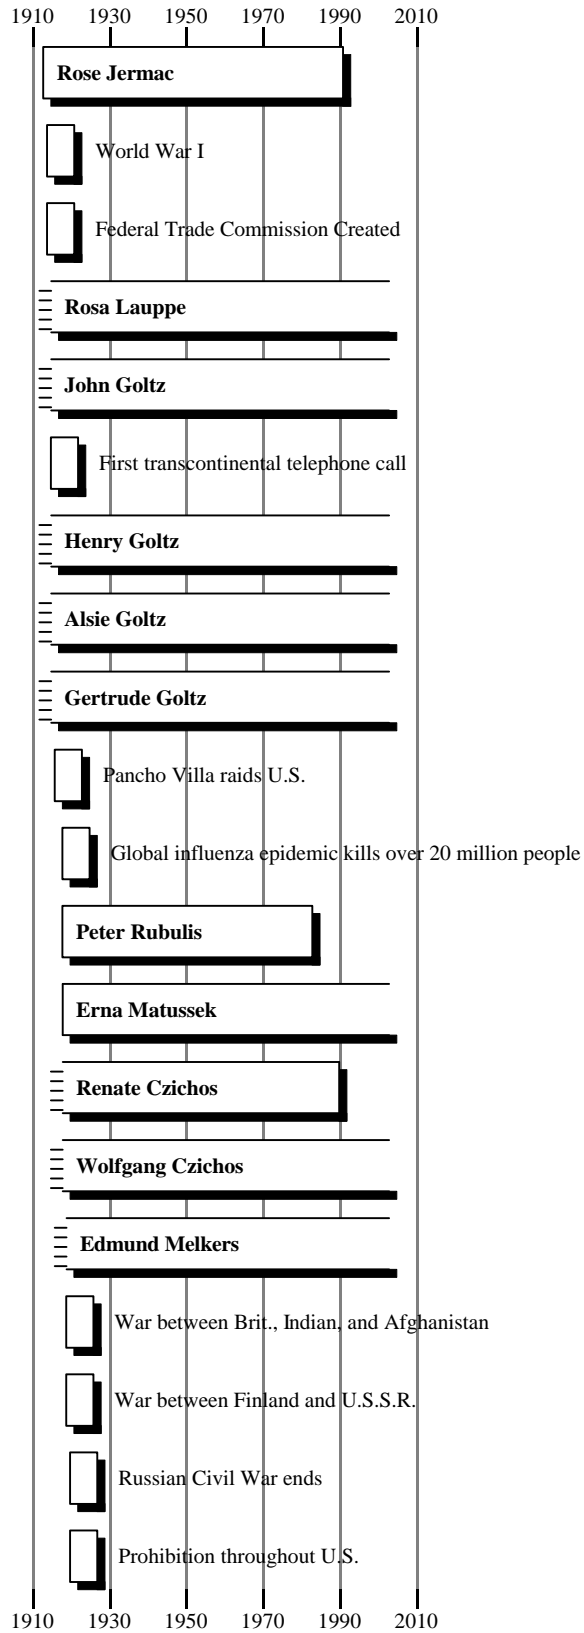 1910 1930 1950 1970 1990 2010
Rose Jermac
World War I
Federal Trade Commission Created
Rosa Lauppe
John Goltz
First transcontinental telephone call
Henry Goltz
Alsie Goltz
Gertrude Goltz
Pancho Villa raids U.S.
Global influenza epidemic kills over 20 million people
Peter Rubulis
Erna Matussek
Renate Czichos
Wolfgang Czichos
Edmund Melkers
War between Brit., Indian, and Afghanistan
War between Finland and U.S.S.R.
Russian Civil War ends
Prohibition throughout U.S.
1910 1930 1950 1970 1990 2010